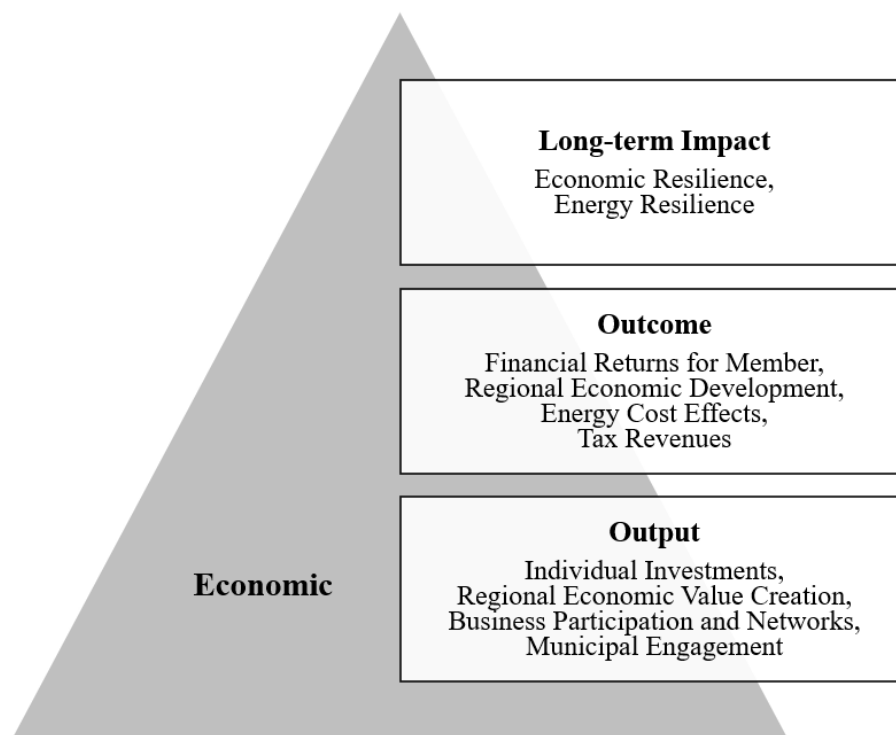 Long-term Impact
Economic Resilience,
Energy Resilience
Outcome
Financial Returns for Member,
Regional Economic Development,
Energy Cost Effects,
Tax Revenues
Economic
Output
Individual Investments,
Regional Economic Value Creation,
Business Participation and Networks,
Municipal Engagement